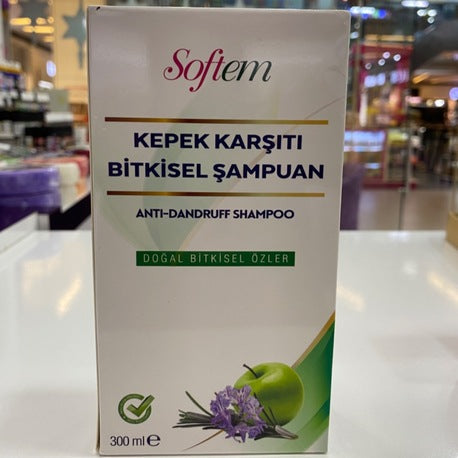 Softem
KEPEK KARŞITI
BİTKİSEL ŞAMPUAN
ANTI-DANDRUFF SHAMPOO
DOĞAL BİTKİSEL ÖZLER
300 ml ℮